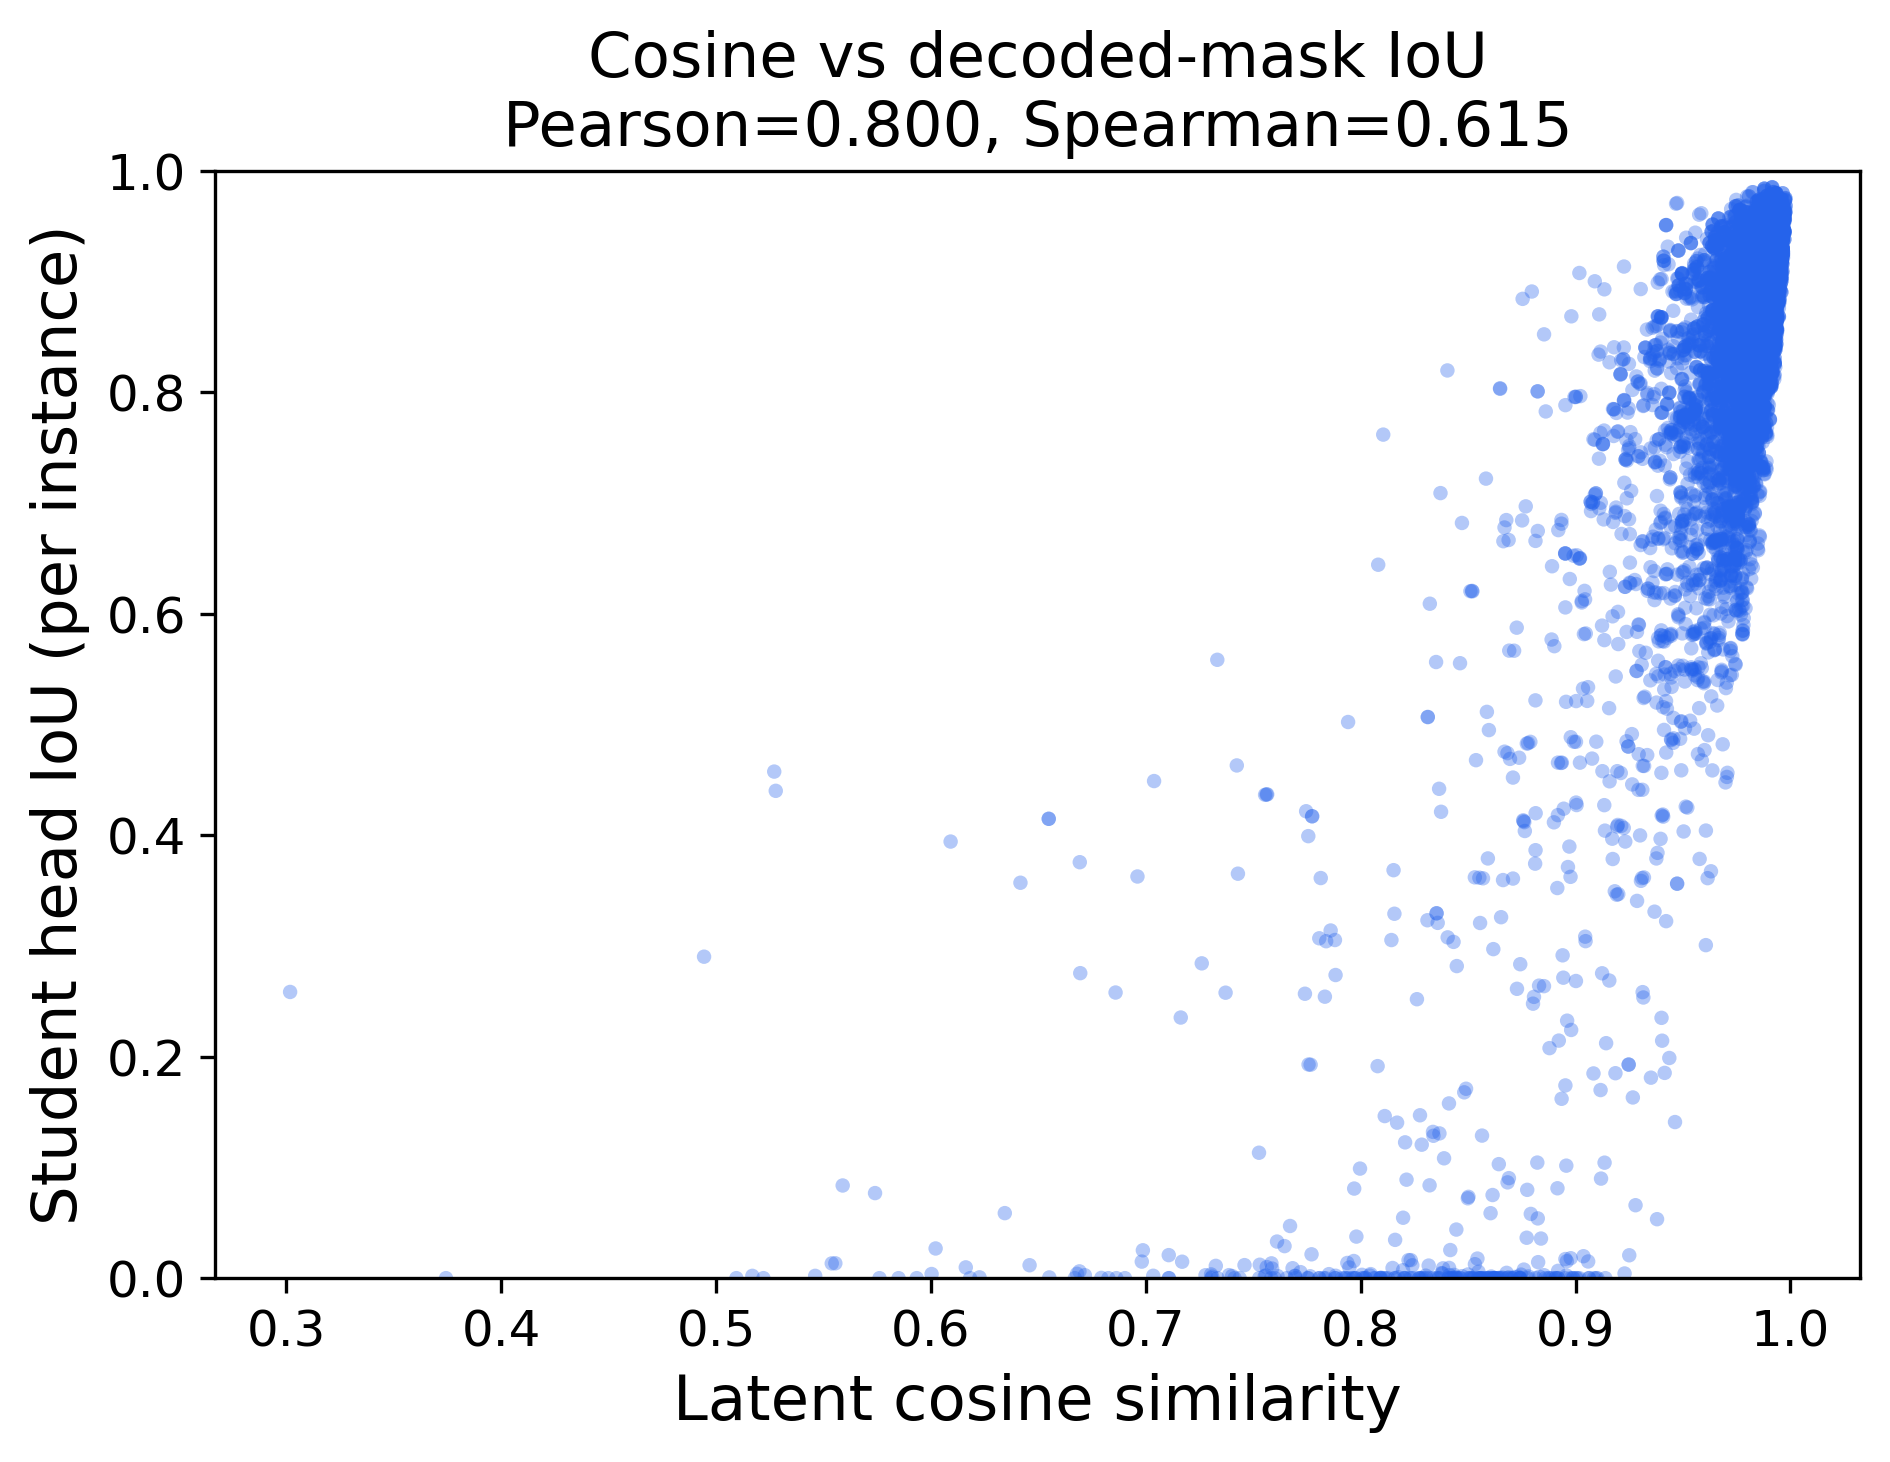 Cosine vs decoded-mask IoU
Pearson=0.800, Spearman=0.615
Student head IoU (per instance)
1.0
0.8
0.6
0.4
0.2
0.0
0.3 0.4 0.5 0.6 0.7 0.8 0.9 1.0
Latent cosine similarity